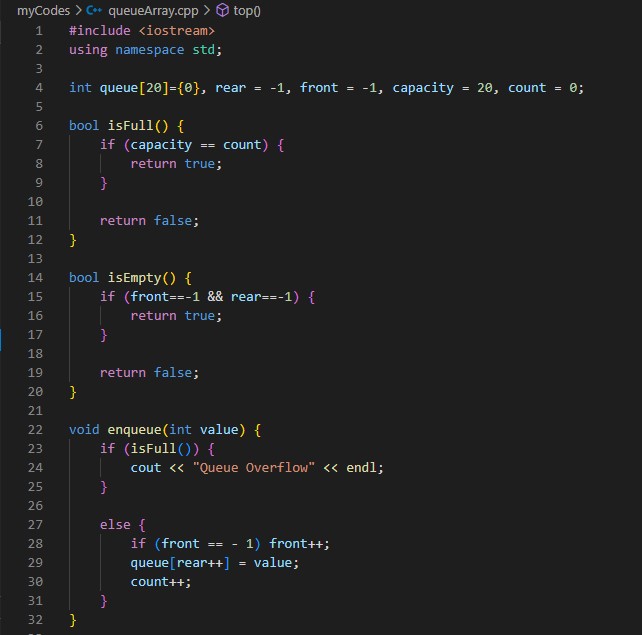 myCodes > queueArray.cpp > top()
1 #include <iostream>
2 using namespace std;
3
4 int queue[20]={0}, rear = -1, front = -1, capacity = 20, count = 0;
5
6 bool isFull() {
7     if (capacity == count) {
8         return true;
9     }
10
11     return false;
12 }
13
14 bool isEmpty() {
15     if (front==-1 && rear==-1) {
16         return true;
17     }
18
19     return false;
20 }
21
22 void enqueue(int value) {
23     if (isFull()) {
24         cout << "Queue Overflow" << endl;
25     }
26
27     else {
28         if (front == - 1) front++;
29         queue[rear++] = value;
30         count++;
31     }
32 }